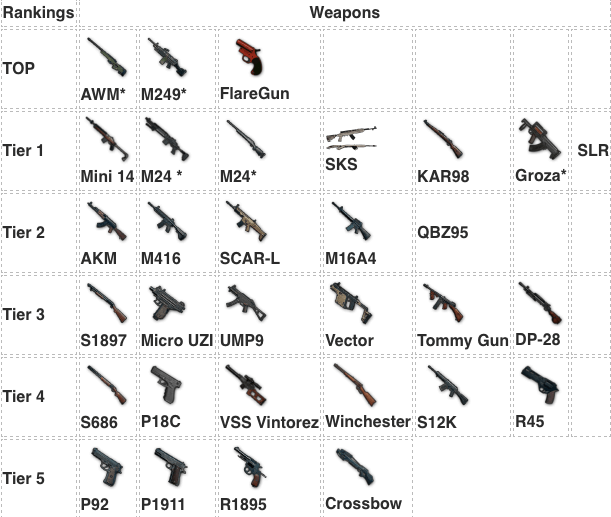 Rankings Weapons
TOP AWM* M249* FlareGun
Tier 1 Mini 14 M24 * M24* SKS KAR98 Groza* SLR
Tier 2 AKM M416 SCAR-L M16A4 QBZ95
Tier 3 S1897 Micro UZI UMP9 Vector Tommy Gun DP-28
Tier 4 S686 P18C VSS Vintorez Winchester S12K R45
Tier 5 P92 P1911 R1895 Crossbow